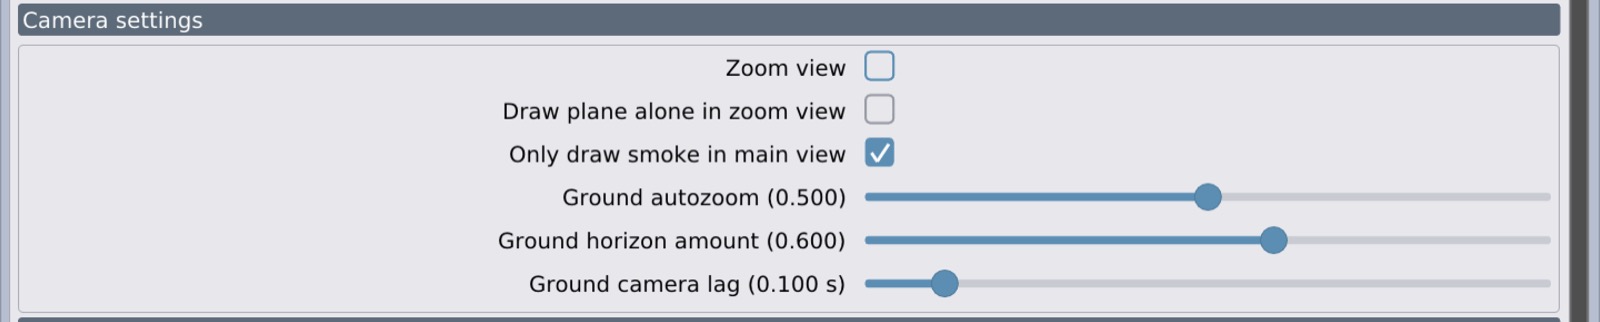 Camera settings
Zoom view
Draw plane alone in zoom view
Only draw smoke in main view
Ground autozoom (0.500)
Ground horizon amount (0.600)
Ground camera lag (0.100 s)